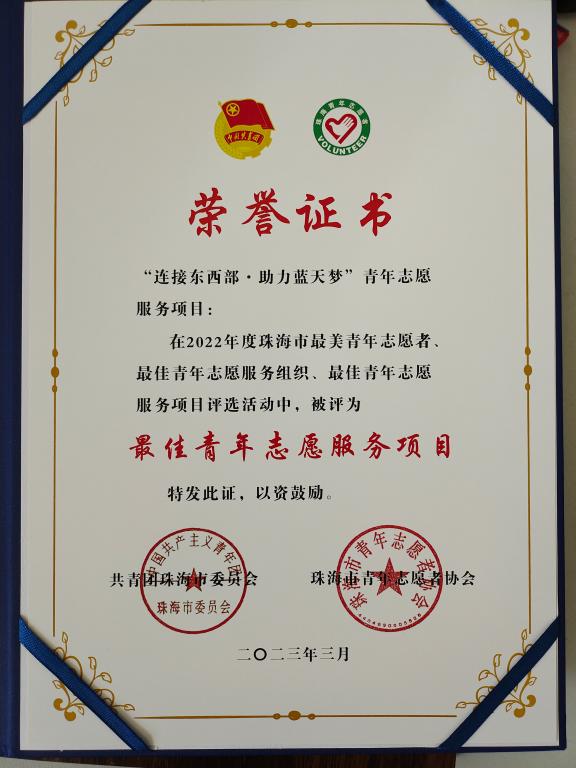 中国共青团
珠海青年志愿者
VOLUNTEER
荣誉证书
“连接东西部·助力蓝天梦”青年志愿
服务项目：
在2022年度珠海市最美青年志愿者、
最佳青年志愿服务组织、最佳青年志愿
服务项目评选活动中，被评为
最佳青年志愿服务项目
特发此证，以资鼓励。
中国共产主义青年团
共青团珠海市委员会
珠海市委员会
珠海市青年志愿者协会
珠海市青年志愿者协会
二〇二三年三月